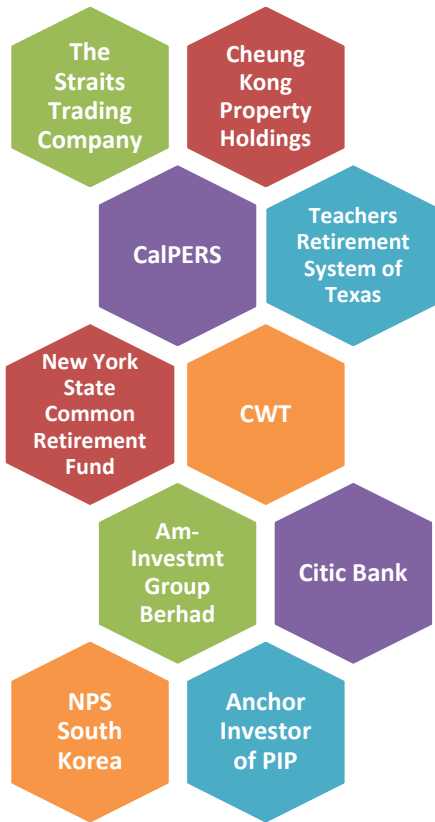 The
Straits
Trading
Company
Cheung
Kong
Property
Holdings
CalPERS
Teachers
Retirement
System of
Texas
New York
State
Common
Retirement
Fund
CWT
Am-
Investmt
Group
Berhad
Citic Bank
NPS
South
Korea
Anchor
Investor
of PIP